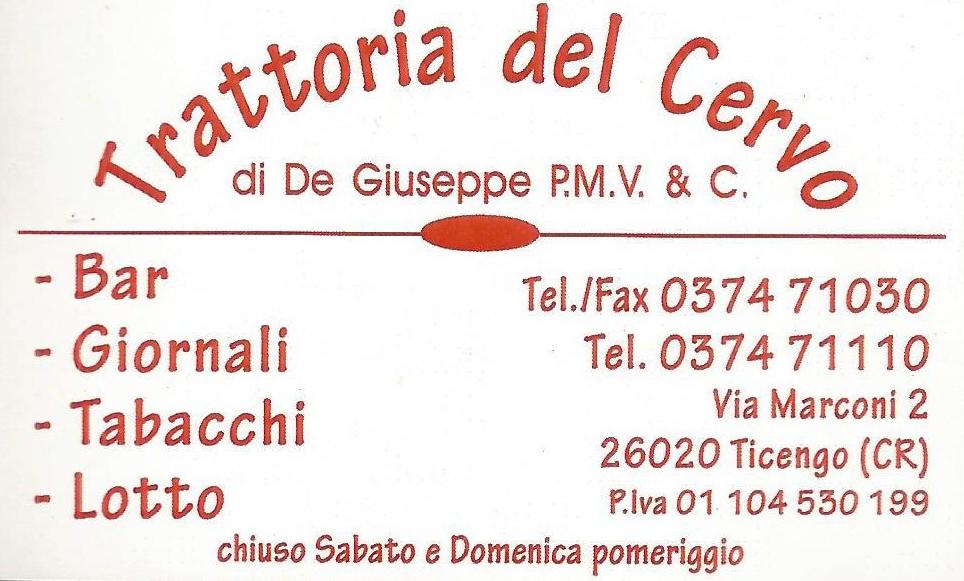 Trattoria del Cervo
di De Giuseppe P.M.V. & C.
- Bar
- Giornali
- Tabacchi
- Lotto
Tel./Fax 0374 71030
Tel. 0374 71110
Via Marconi 2
26020 Ticengo (CR)
P.Iva 01 104 530 199
chiuso Sabato e Domenica pomeriggio